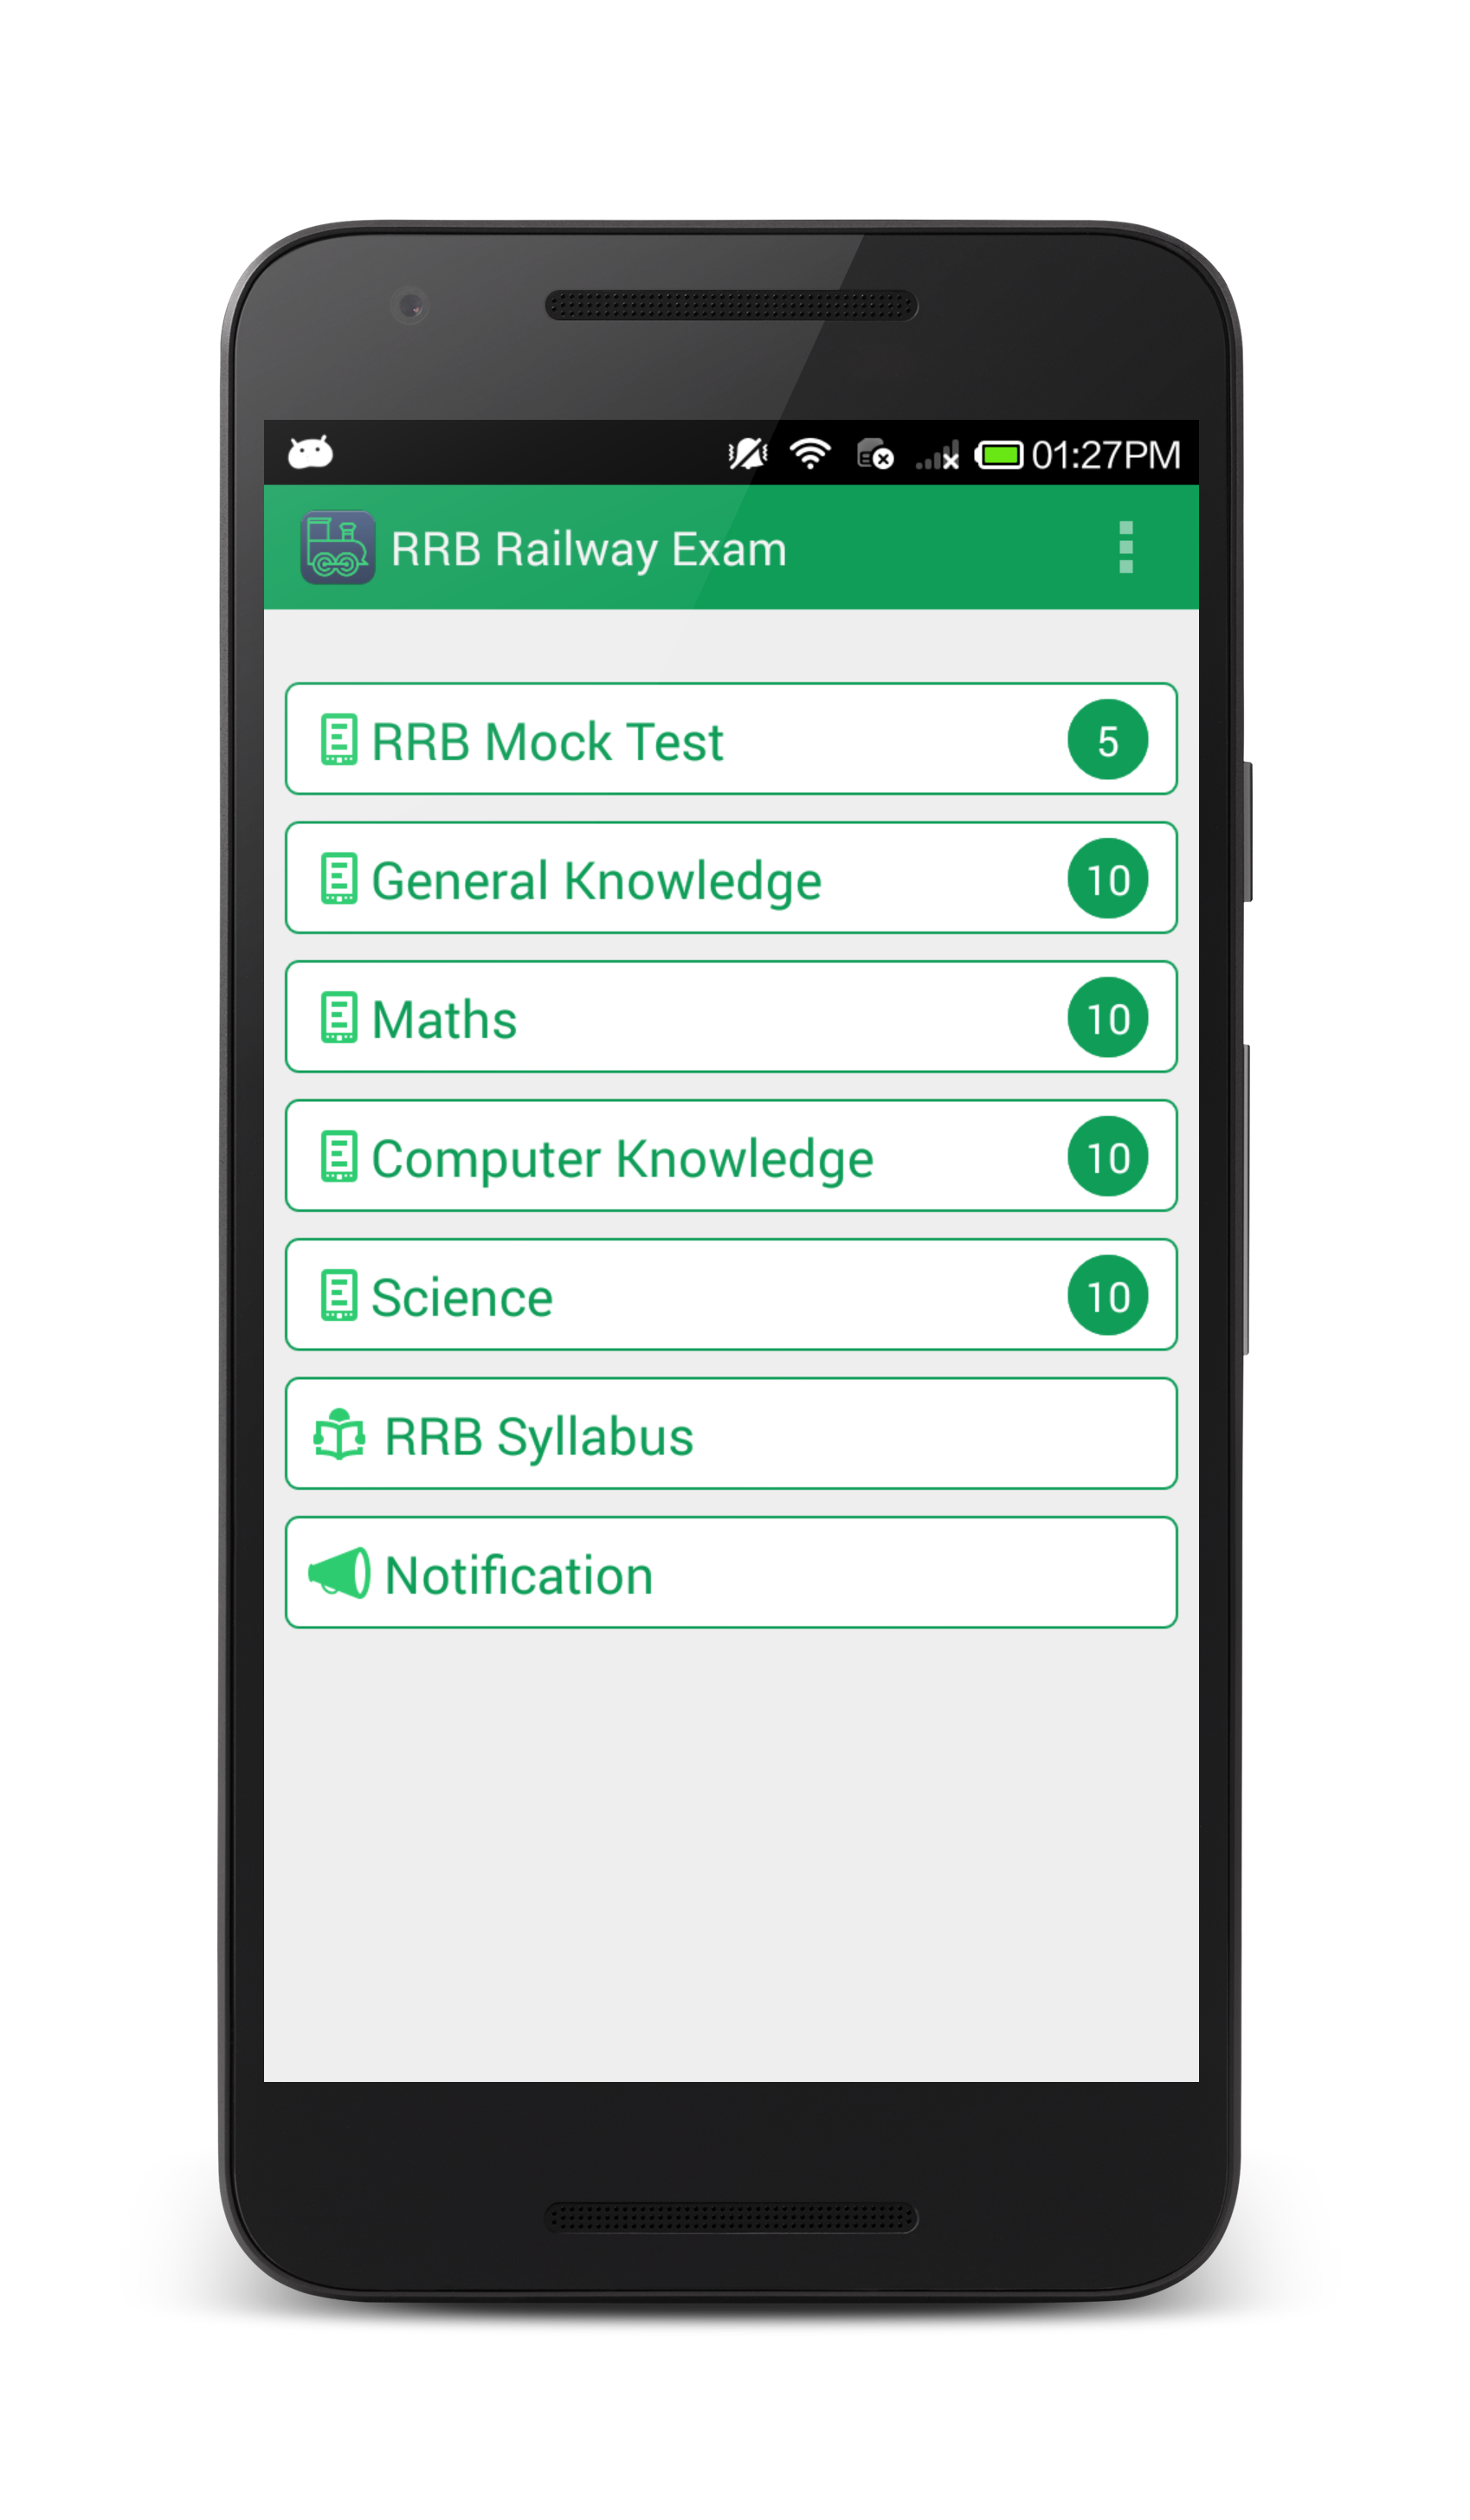 01:27PM
RRB Railway Exam
RRB Mock Test 5
General Knowledge 10
Maths 10
Computer Knowledge 10
Science 10
RRB Syllabus
Notification